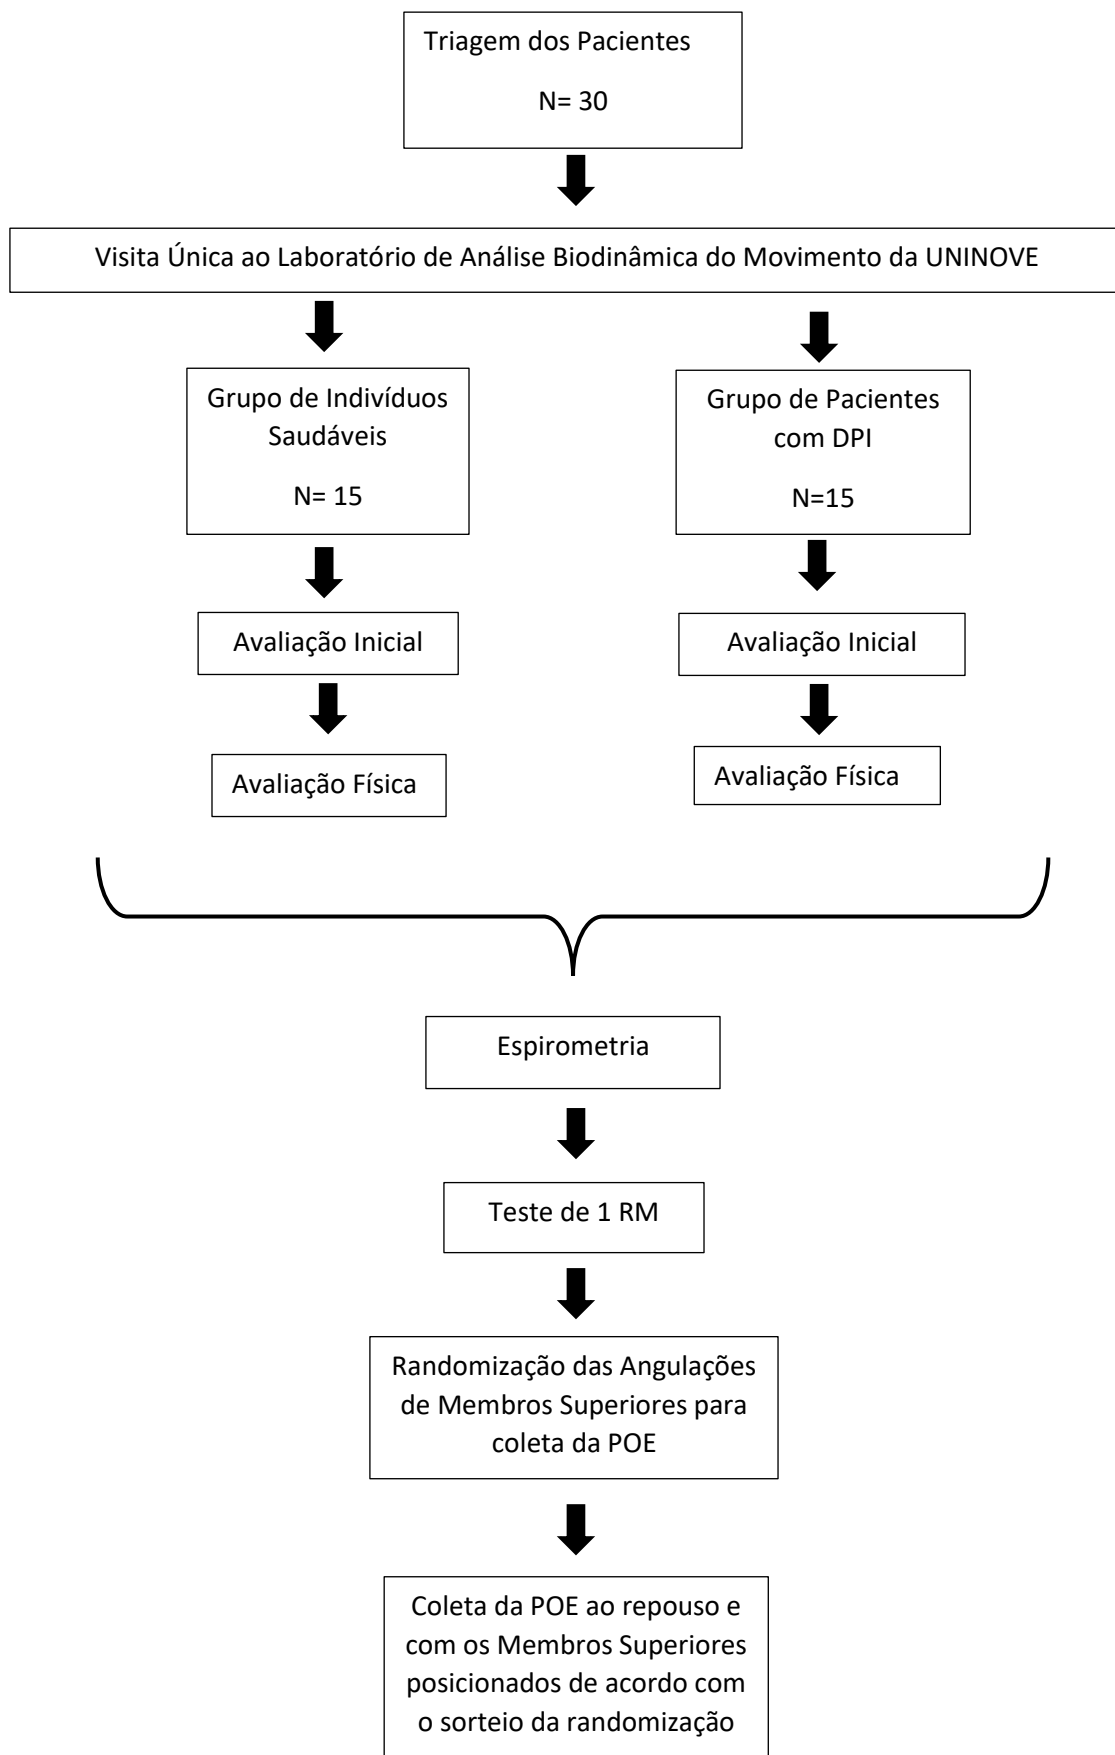 Triagem dos Pacientes
N= 30
Visita Única ao Laboratório de Análise Biodinâmica do Movimento da UNINOVE
Grupo de Indivíduos
Saudáveis
N= 15
Grupo de Pacientes
com DPI
N=15
Avaliação Inicial
Avaliação Inicial
Avaliação Física
Avaliação Física
Espirometria
Teste de 1 RM
Randomização das Angulações
de Membros Superiores para
coleta da POE
Coleta da POE ao repouso e
com os Membros Superiores
posicionados de acordo com
o sorteio da randomização